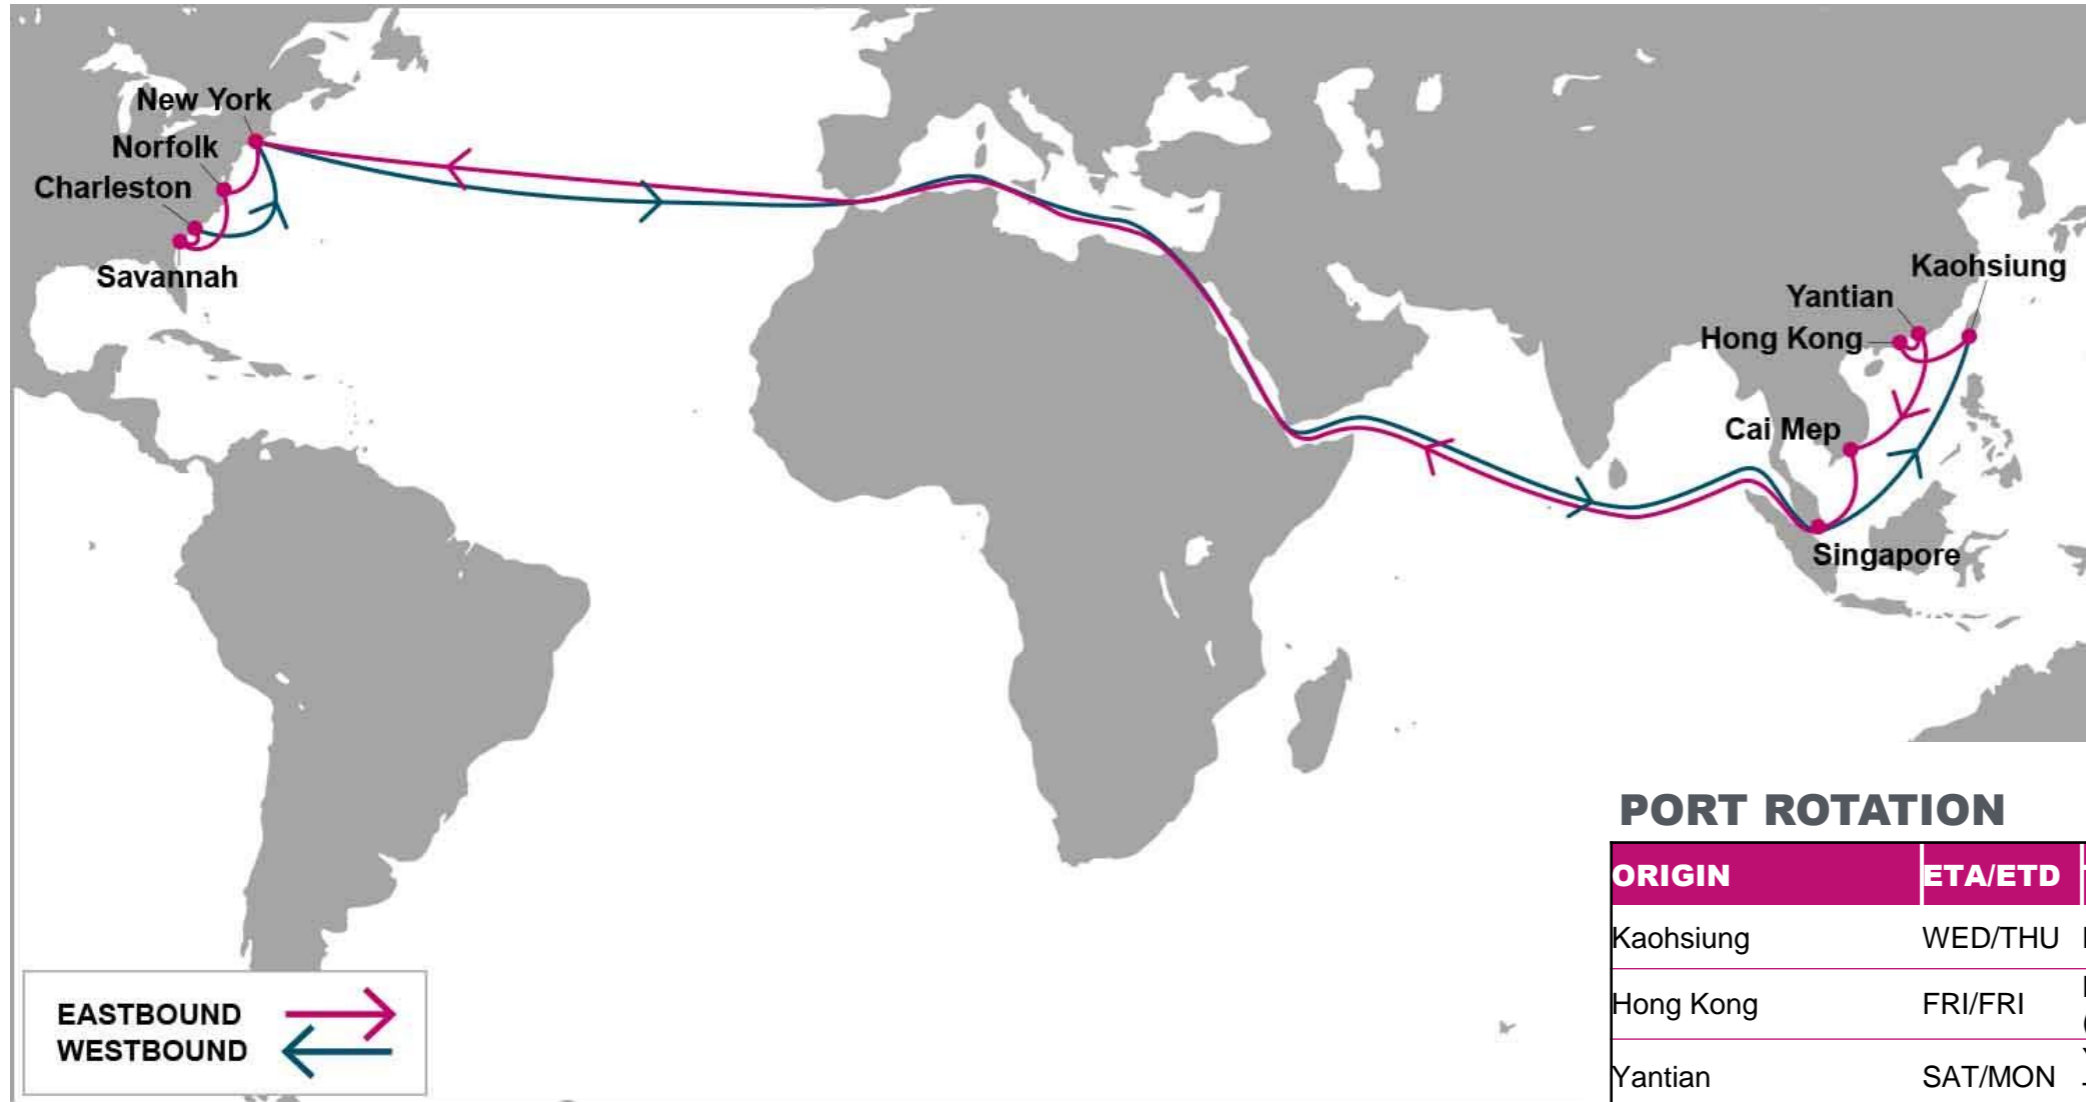 New York
Norfolk
Charleston
Savannah
Kaohsiung
Yantian
Hong Kong
Cai Mep
Singapore
EASTBOUND
WESTBOUND
PORT ROTATION
ORIGIN ETA/ETD
Kaohsiung WED/THU
Hong Kong FRI/FRI
Yantian SAT/MON